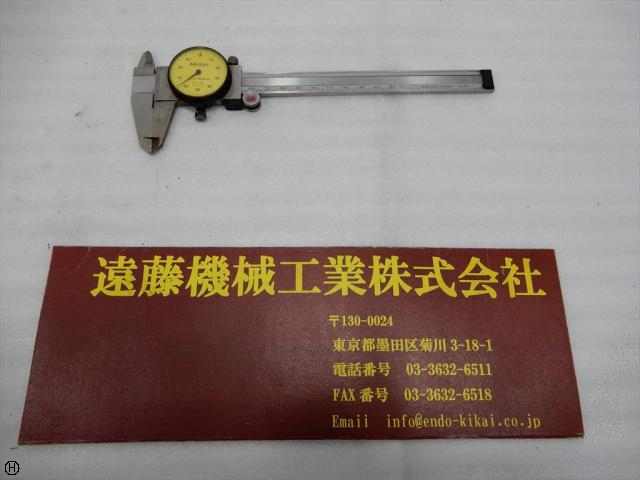 Mitutoyo
遠藤機械工業株式会社
〒130-0024
東京都墨田区菊川 3-18-1
電話番号 03-3632-6511
FAX 番号 03-3632-6518
Emaii info@endo-kikai.co.jp
H